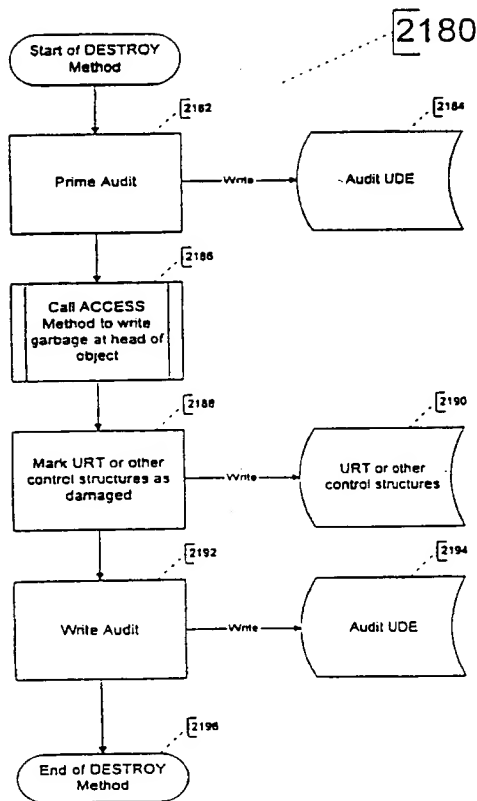 2180
Start of DESTROY
Method
2182
Prime Audit
Write
2184
Audit UDE
2186
Call ACCESS
Method to write
garbage at head of
object
2188
Mark URT or other
control structures as
damaged
Write
2190
URT or other
control structures
2192
Write Audit
Write
2194
Audit UDE
2196
End of DESTROY
Method